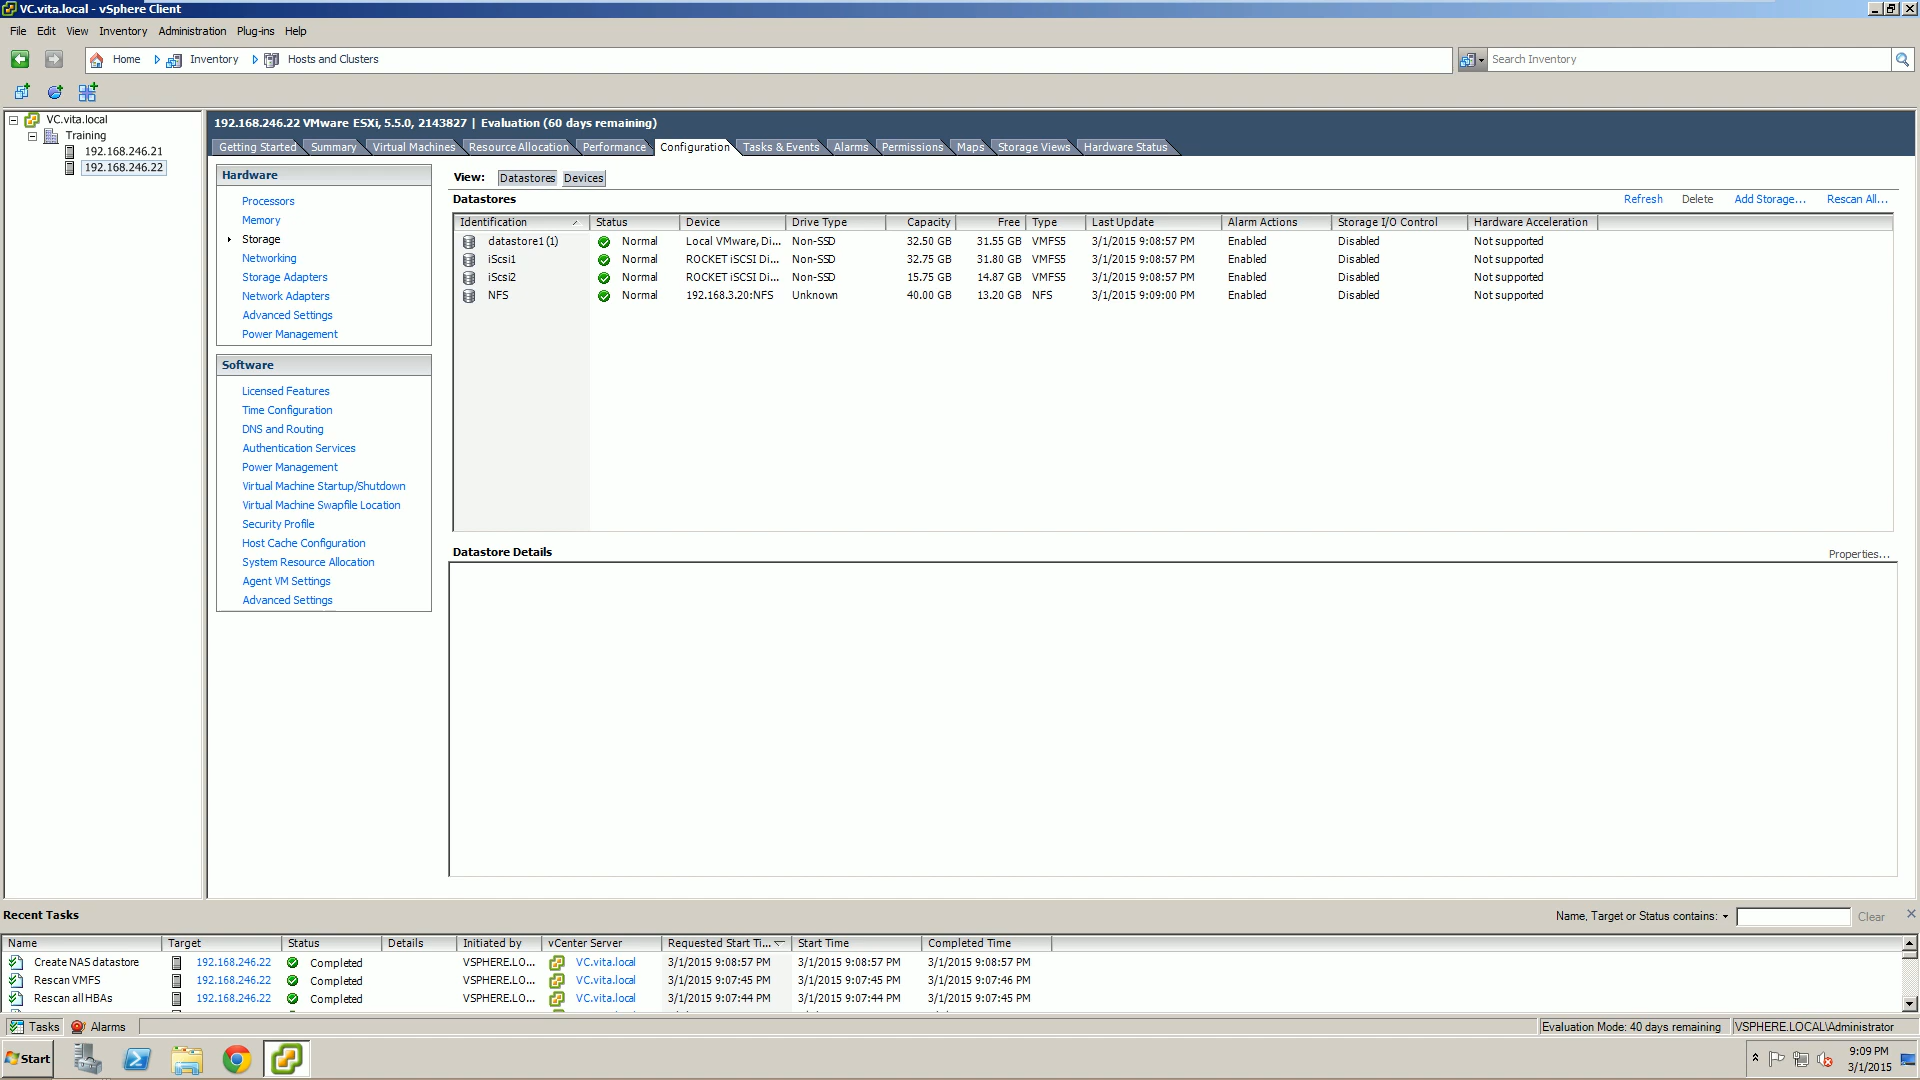 VC.vita.local - vSphere Client
File Edit View Inventory Administration Plug-ins Help
Home Inventory Hosts and Clusters Search Inventory
VC.vita.local
Training
192.168.246.21
192.168.246.22
192.168.246.22 VMware ESXi, 5.5.0, 2143827 | Evaluation (60 days remaining)
Getting Started Summary Virtual Machines Resource Allocation Performance Configuration Tasks & Events Alarms Permissions Maps Storage Views Hardware Status
Hardware
Processors
Memory
Storage
Networking
Storage Adapters
Network Adapters
Advanced Settings
Power Management
Software
Licensed Features
Time Configuration
DNS and Routing
Authentication Services
Power Management
Virtual Machine Startup/Shutdown
Virtual Machine Swapfile Location
Security Profile
Host Cache Configuration
System Resource Allocation
Agent VM Settings
Advanced Settings
View: Datastores Devices
Datastores Refresh Delete Add Storage... Rescan All...
Identification Status Device Drive Type Capacity Free Type Last Update Alarm Actions Storage I/O Control Hardware Acceleration
datastore1 (1) Normal Local VMware, Di... Non-SSD 32.50 GB 31.55 GB VMFS5 3/1/2015 9:08:57 PM Enabled Disabled Not supported
iScsi1 Normal ROCKET iSCSI Di... Non-SSD 32.75 GB 31.80 GB VMFS5 3/1/2015 9:08:57 PM Enabled Disabled Not supported
iScsi2 Normal ROCKET iSCSI Di... Non-SSD 15.75 GB 14.87 GB VMFS5 3/1/2015 9:08:57 PM Enabled Disabled Not supported
NFS Normal 192.168.3.20:NFS Unknown 40.00 GB 13.20 GB NFS 3/1/2015 9:09:00 PM Enabled Disabled Not supported
Datastore Details Properties...
Recent Tasks Name, Target or Status contains: Clear
Name Target Status Details Initiated by vCenter Server Requested Start Ti... Start Time Completed Time
Create NAS datastore 192.168.246.22 Completed VSPHERE.LO... VC.vita.local 3/1/2015 9:08:57 PM 3/1/2015 9:08:57 PM 3/1/2015 9:08:57 PM
Rescan VMFS 192.168.246.22 Completed VSPHERE.LO... VC.vita.local 3/1/2015 9:07:45 PM 3/1/2015 9:07:45 PM 3/1/2015 9:07:46 PM
Rescan all HBAs 192.168.246.22 Completed VSPHERE.LO... VC.vita.local 3/1/2015 9:07:44 PM 3/1/2015 9:07:44 PM 3/1/2015 9:07:45 PM
Tasks Alarms Evaluation Mode: 40 days remaining VSPHERE.LOCAL\Administrator
Start 9:09 PM
3/1/2015